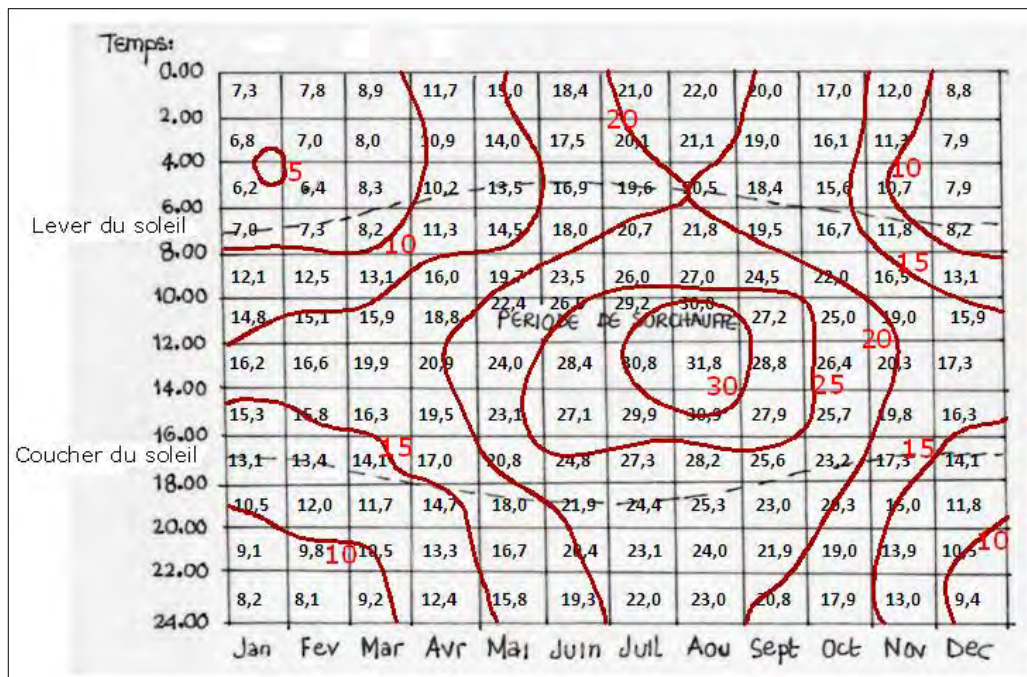 Temps:
0.00
7,3 7,8 8,9 11,7 15,0 18,4 21,0 22,0 20,0 17,0 12,0 8,8
2.00 20
6,8 7,0 8,0 10,9 14,0 17,5 20,1 21,1 19,0 16,1 11,3 7,9
4.00 5 10
6,2 6,4 8,3 10,2 13,5 16,9 19,6 20,5 18,4 15,6 10,7 7,9
6.00
Lever du soleil 7,0 7,3 8,2 11,3 14,5 18,0 20,7 21,8 19,5 16,7 11,8 8,2
8.00 10 15
12,1 12,5 13,1 16,0 19,7 23,5 26,0 27,0 24,5 22,0 16,5 13,1
10.00 22,4 26,5 29,2 30,0
14,8 15,1 15,9 18,8 PÉRIODE DE SURCHAUFFE 27,2 25,0 19,0 15,9
12.00 20
16,2 16,6 19,9 20,9 24,0 28,4 30,8 31,8 28,8 26,4 20,3 17,3
14.00 30 25
15,3 15,8 16,3 19,5 23,1 27,1 29,9 30,9 27,9 25,7 19,8 16,3
16.00 15 15
Coucher du soleil 13,1 13,4 14,1 17,0 20,8 24,8 27,3 28,2 25,6 23,2 17,3 14,1
18.00
10,5 12,0 11,7 14,7 18,0 21,9 24,4 25,3 23,0 20,3 15,0 11,8
20.00 10 10
9,1 9,8 10,5 13,3 16,7 20,4 23,1 24,0 21,9 19,0 13,9 10,5
22.00
8,2 8,1 9,2 12,4 15,8 19,3 22,0 23,0 20,8 17,9 13,0 9,4
24.00
Jan Fev Mar Avr Mai Juin Juil Aou Sept Oct Nov Dec